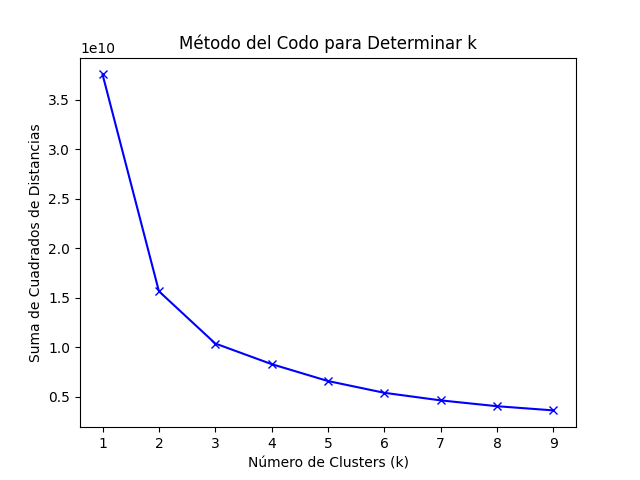 Método del Codo para Determinar k
1e10
Suma de Cuadrados de Distancias
3.5
3.0
2.5
2.0
1.5
1.0
0.5
1 2 3 4 5 6 7 8 9
Número de Clusters (k)